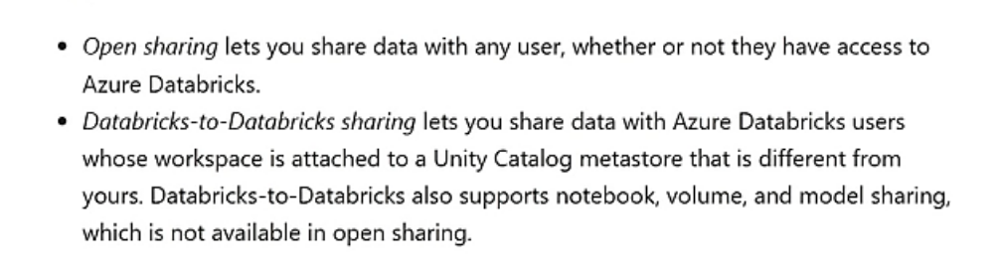 • Open sharing lets you share data with any user, whether or not they have access to
Azure Databricks.
• Databricks-to-Databricks sharing lets you share data with Azure Databricks users
whose workspace is attached to a Unity Catalog metastore that is different from
yours. Databricks-to-Databricks also supports notebook, volume, and model sharing,
which is not available in open sharing.